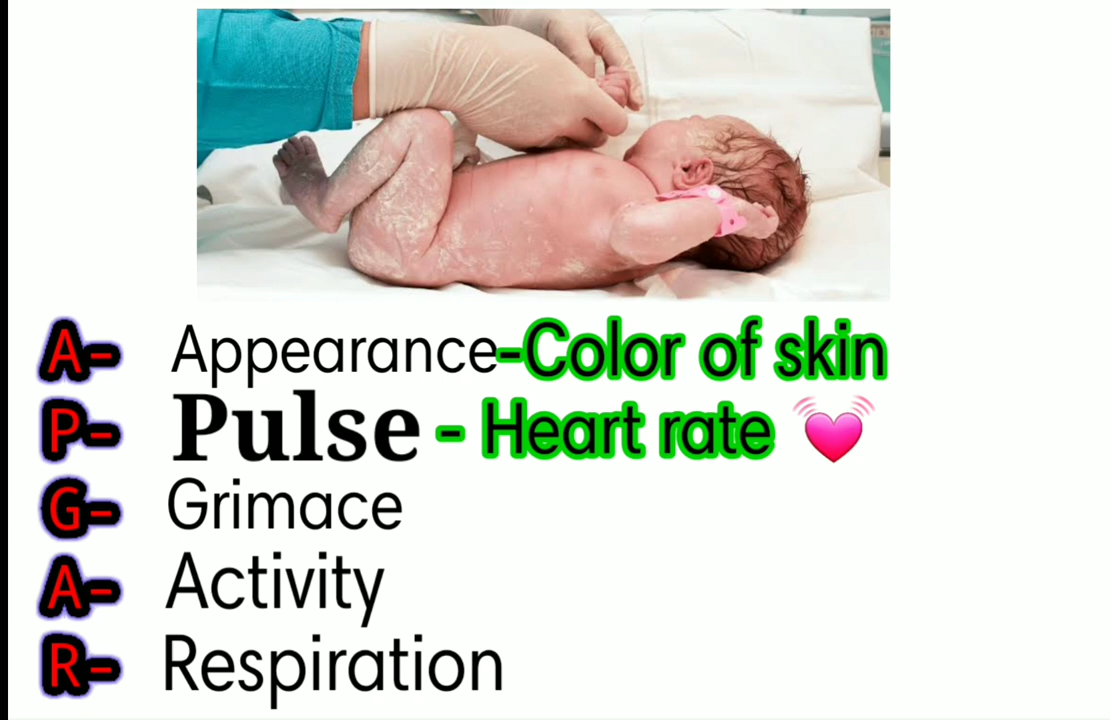 A- Appearance-Color of skin
P- Pulse - Heart rate 💓
G- Grimace
A- Activity
R- Respiration